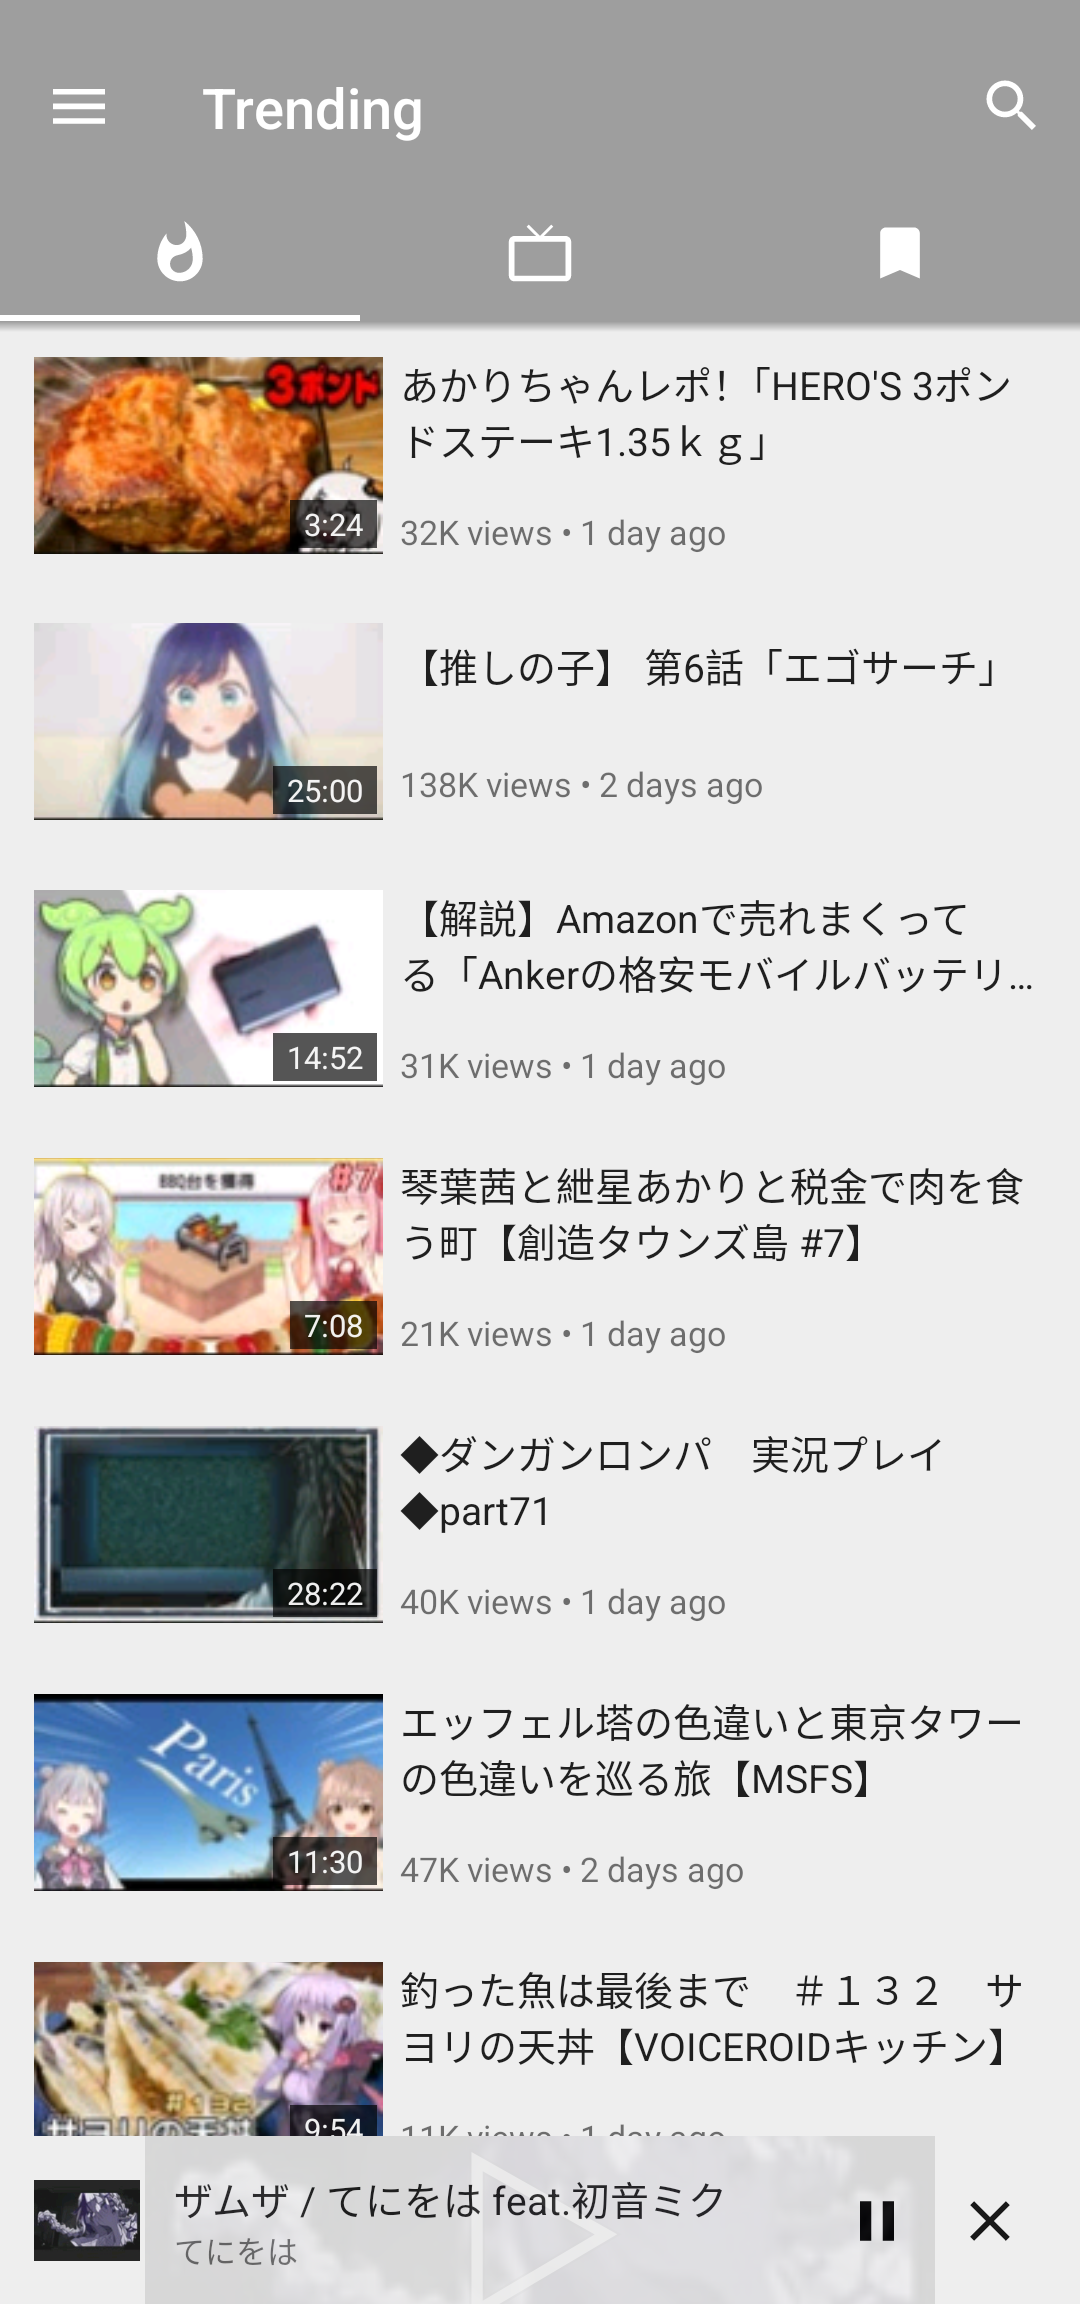 Trending
3ポンド
3:24
あかりちゃんレポ！「HERO'S 3ポン
ドステーキ1.35ｋｇ」
32K views • 1 day ago
25:00
【推しの子】 第6話「エゴサーチ」
138K views • 2 days ago
14:52
【解説】Amazonで売れまくって
る「Ankerの格安モバイルバッテリ…
31K views • 1 day ago
BBQ台を獲得
#7
7:08
琴葉茜と紲星あかりと税金で肉を食
う町【創造タウンズ島 #7】
21K views • 1 day ago
28:22
◆ダンガンロンパ　実況プレイ
◆part71
40K views • 1 day ago
Paris
11:30
エッフェル塔の色違いと東京タワー
の色違いを巡る旅【MSFS】
47K views • 2 days ago
#132
サヨリの天丼
9:54
釣った魚は最後まで　＃１３２　サ
ヨリの天丼【VOICEROIDキッチン】
11K views • 1 day ago
ザムザ / てにをは feat.初音ミク
てにをは